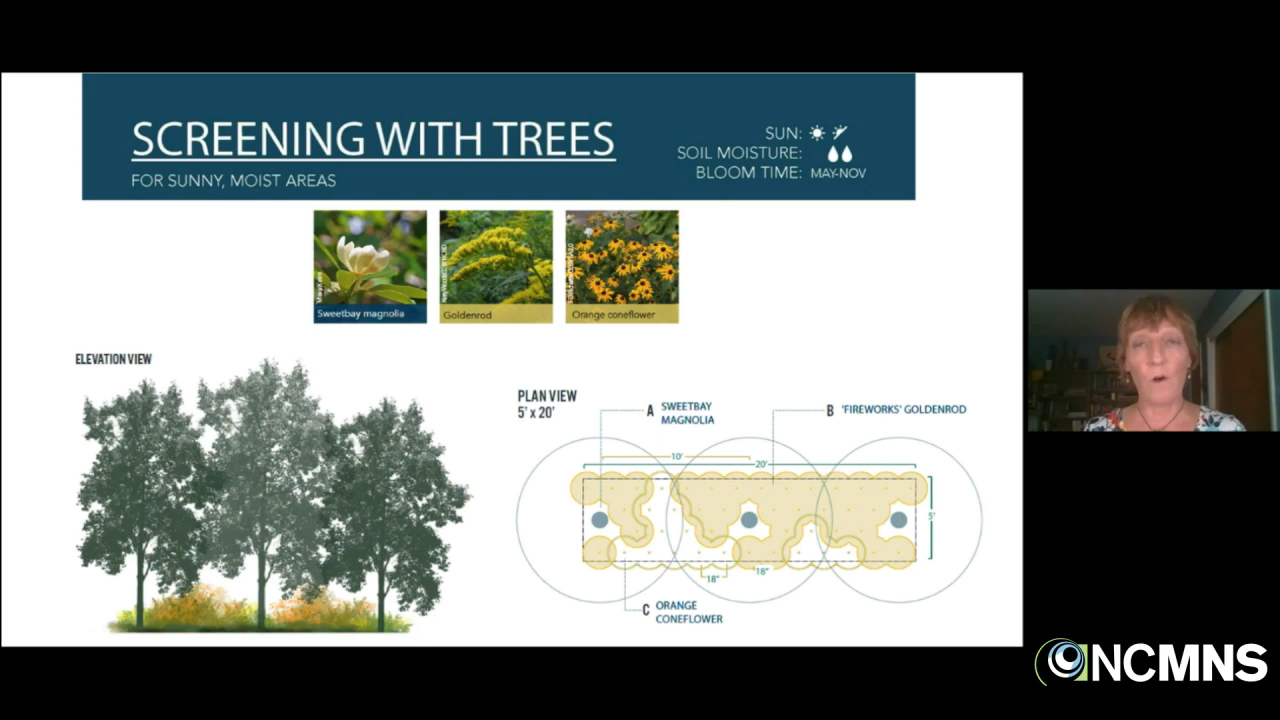 SCREENING WITH TREES
FOR SUNNY, MOIST AREAS
SUN:
SOIL MOISTURE:
BLOOM TIME: MAY-NOV
Sweetbay magnolia
Goldenrod
Orange coneflower
ELEVATION VIEW
PLAN VIEW
5' x 20'
A SWEETBAY
MAGNOLIA
B 'FIREWORKS' GOLDENROD
10'
20'
5'
18"
18"
C ORANGE
CONEFLOWER
NCMNS